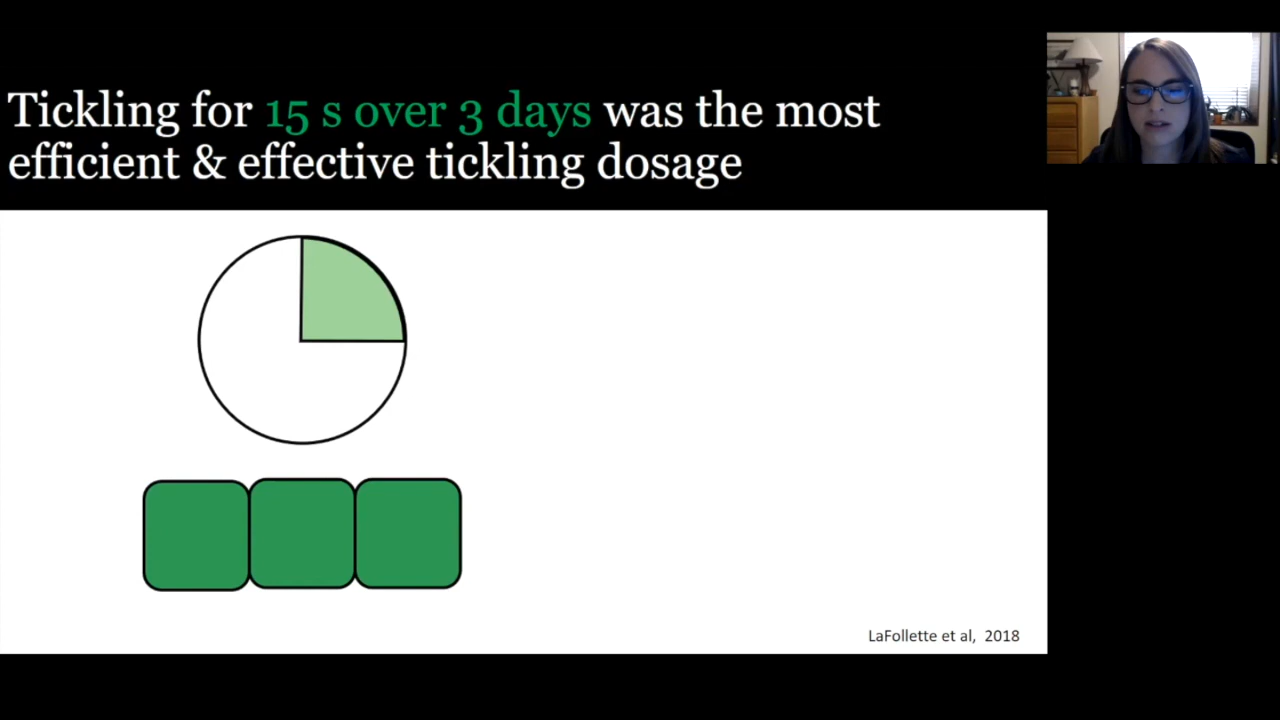 Tickling for 15 s over 3 days was the most
efficient & effective tickling dosage
LaFollette et al, 2018